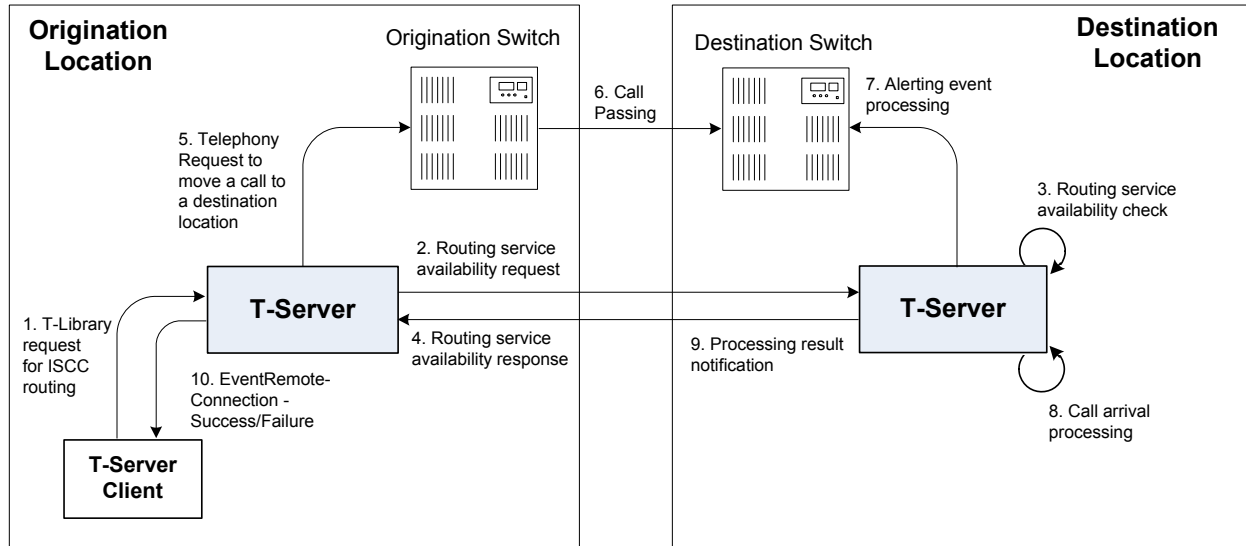 Origination
Location
Origination Switch
Destination Switch
Destination
Location
6. Call
Passing
7. Alerting event
processing
5. Telephony
Request to
move a call to
a destination
location
3. Routing service
availability check
2. Routing service
availability request
T-Server
T-Server
1. T-Library
request
for ISCC
routing
4. Routing service
availability response
9. Processing result
notification
10. EventRemote-
Connection -
Success/Failure
8. Call arrival
processing
T-Server
Client